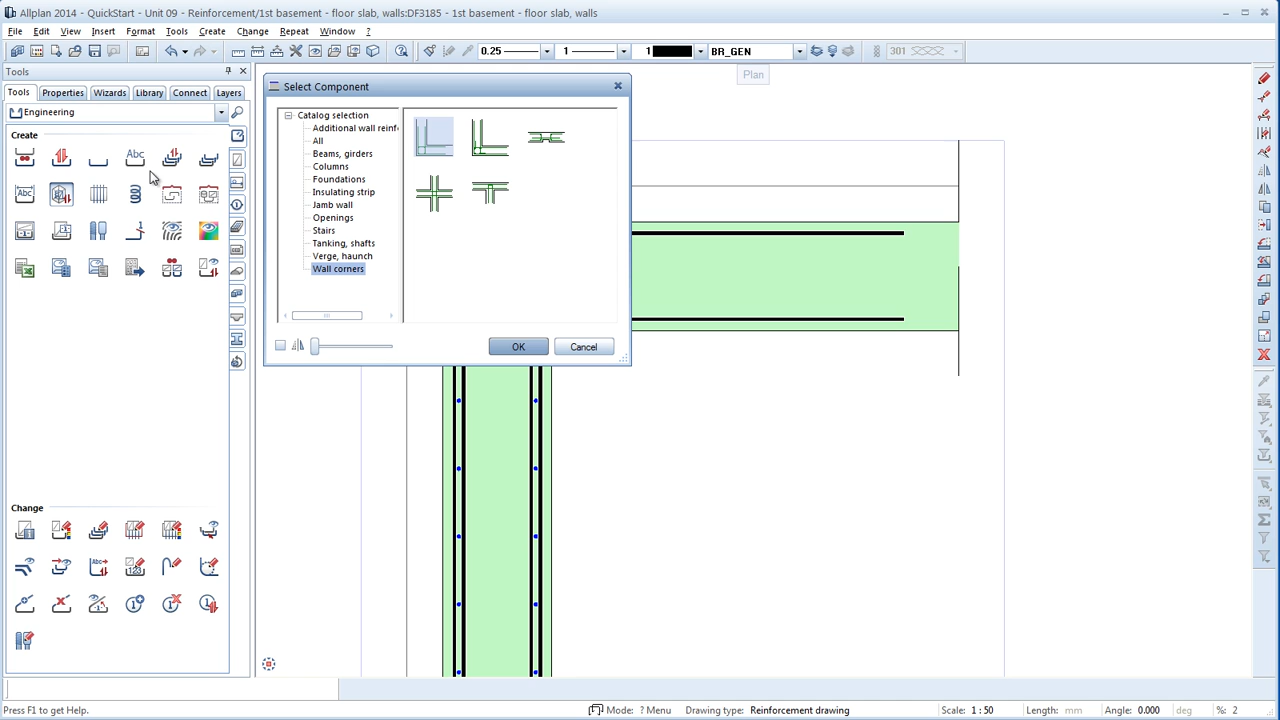 Allplan 2014 - QuickStart - Unit 09 - Reinforcement/1st basement - floor slab, walls:DF3185 - 1st basement - floor slab, walls
File Edit View Insert Format Tools Create Change Repeat Window ?
0.25 1 1 BR_GEN 301
Tools
Plan
Select Component
Tools Properties Wizards Library Connect Layers
Engineering
Create
Abc
Catalog selection
Additional wall reinf
All
Beams, girders
Columns
Foundations
Insulating strip
Jamb wall
Openings
Stairs
Tanking, shafts
Verge, haunch
Wall corners
OK Cancel
Change
Press F1 to get Help.
Mode: ? Menu Drawing type: Reinforcement drawing Scale: 1 : 50 Length: mm Angle: 0.000 deg %: 2